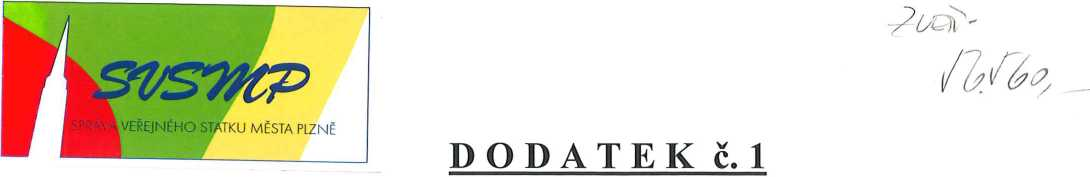 SVSMP
SPRÁVA VEŘEJNÉHO STATKU MĚSTA PLZNĚ
DODATEK č. 1